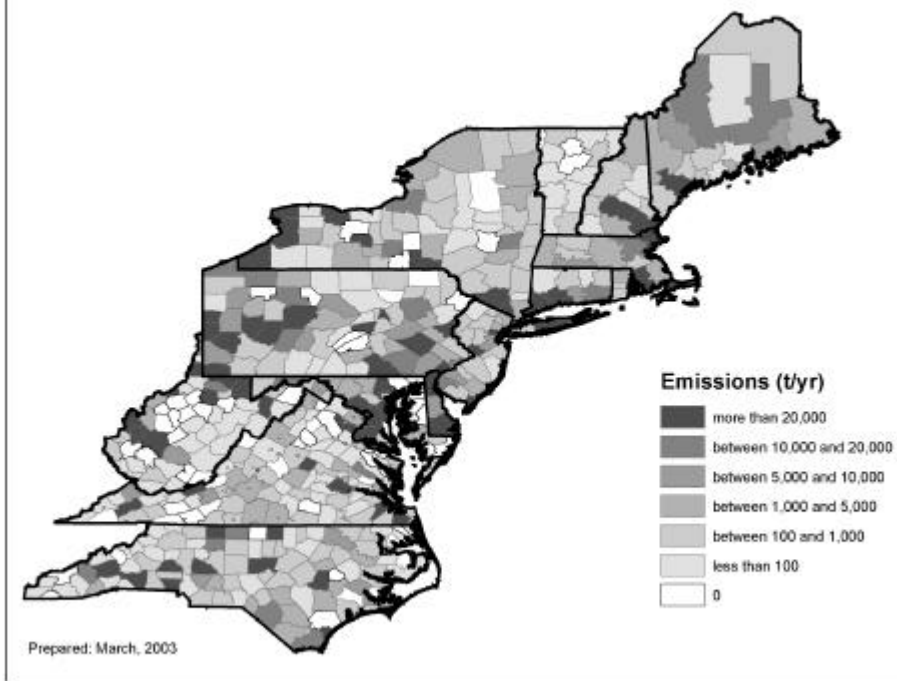 Emissions (t/yr)
more than 20,000
between 10,000 and 20,000
between 5,000 and 10,000
between 1,000 and 5,000
between 100 and 1,000
less than 100
0
Prepared: March, 2003